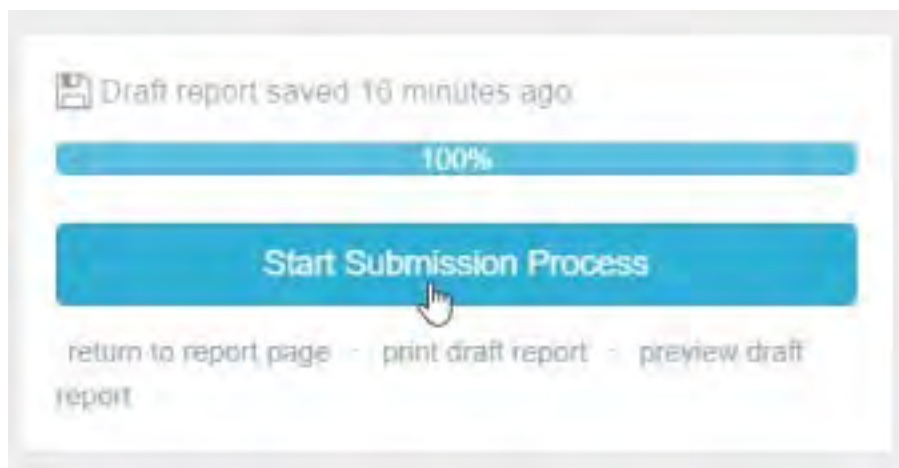 Draft report saved 16 minutes ago
100%
Start Submission Process
return to report page - print draft report - preview draft
report